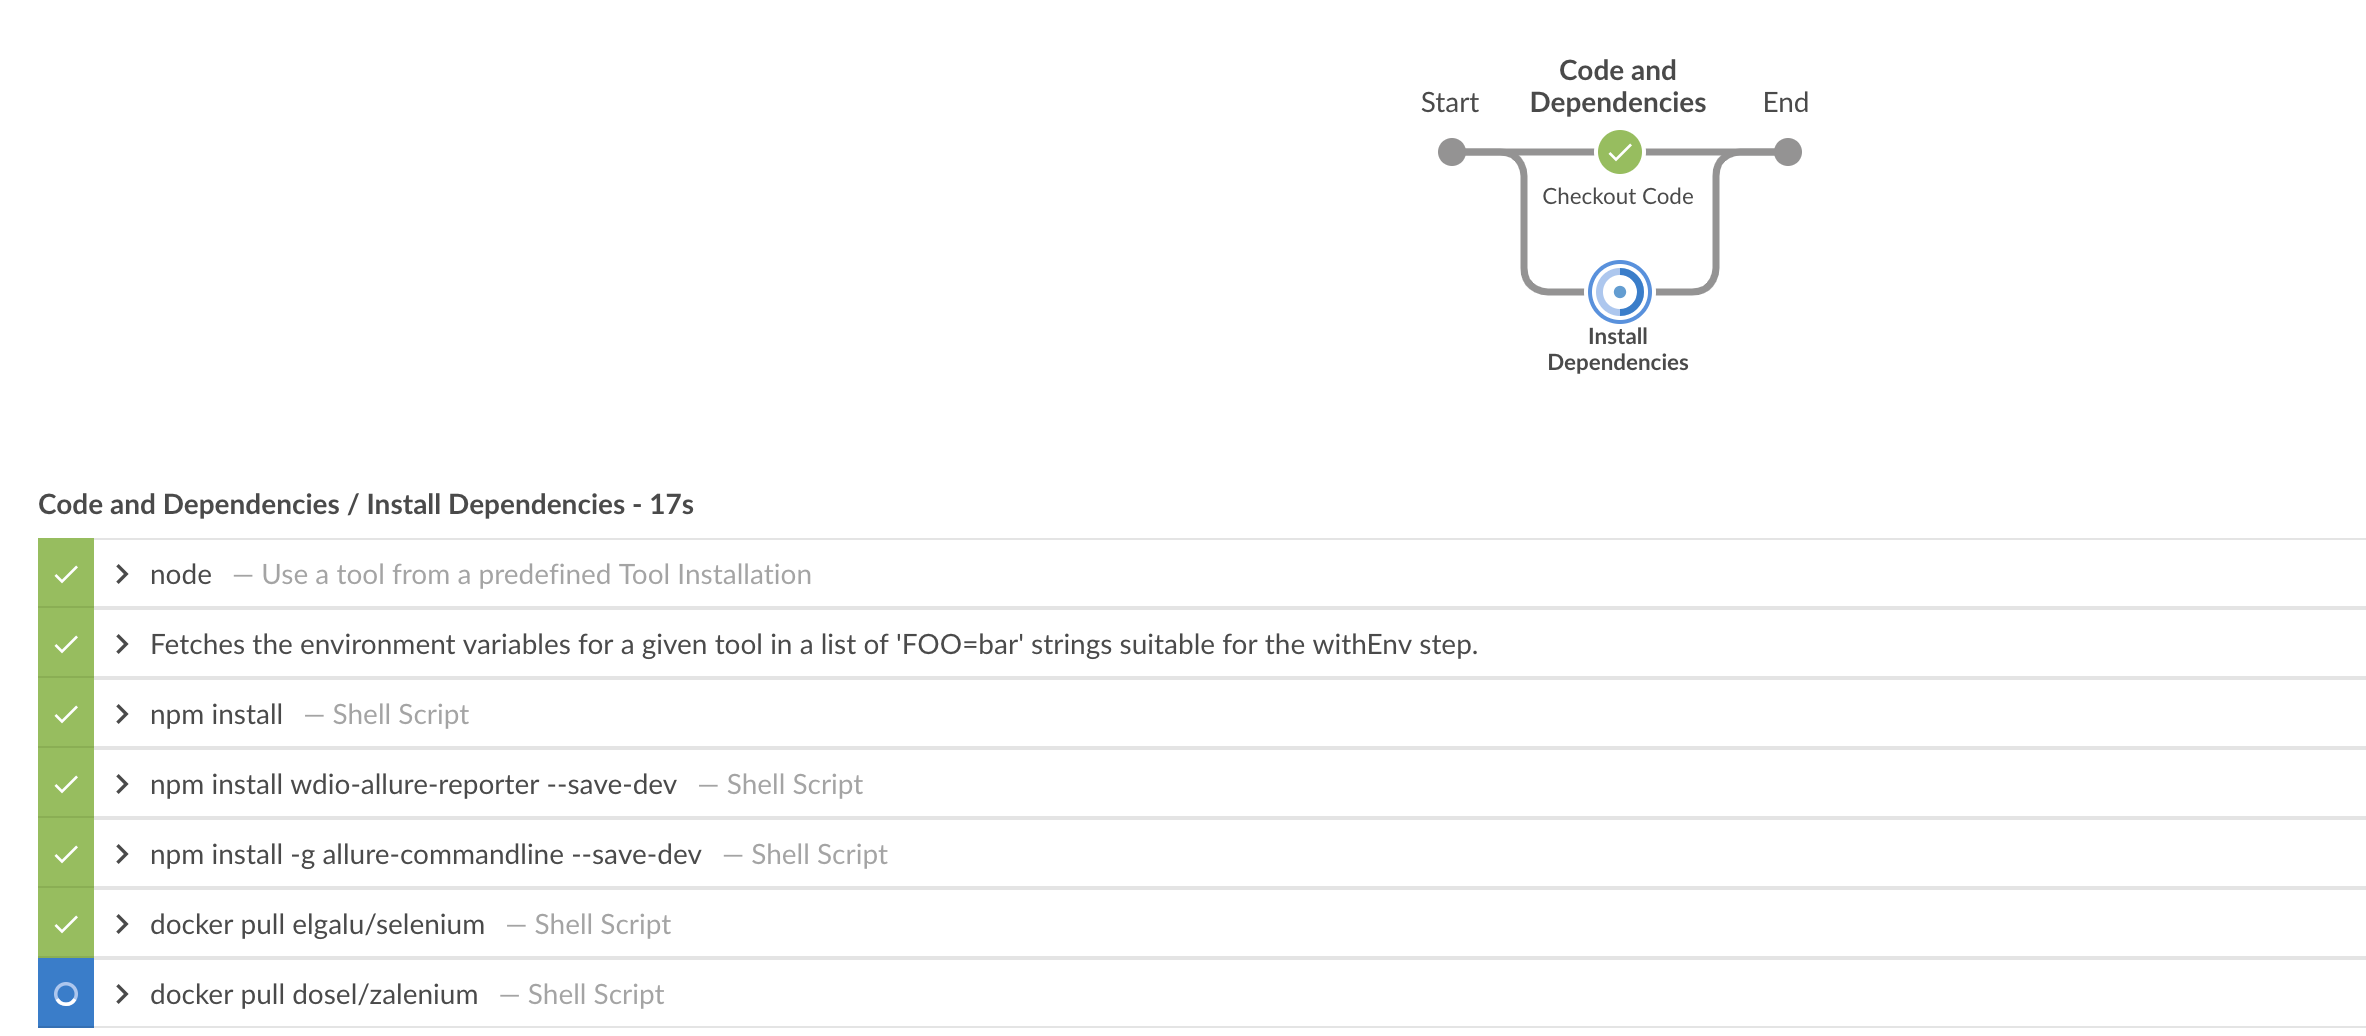 Code and
Start Dependencies End
Checkout Code
Install
Dependencies
Code and Dependencies / Install Dependencies - 17s
node — Use a tool from a predefined Tool Installation
Fetches the environment variables for a given tool in a list of 'FOO=bar' strings suitable for the withEnv step.
npm install — Shell Script
npm install wdio-allure-reporter --save-dev — Shell Script
npm install -g allure-commandline --save-dev — Shell Script
docker pull elgalu/selenium — Shell Script
docker pull dosel/zalenium — Shell Script